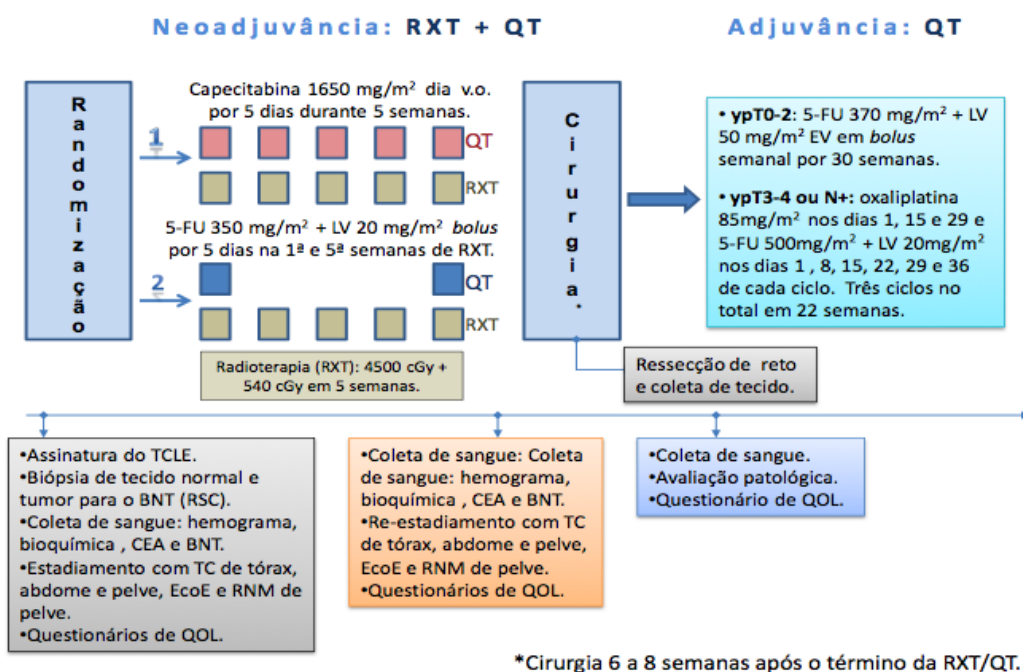 Neoadjuvância: RXT + QT
Adjuvância: QT
Randomização
Capecitabina 1650 mg/m² dia v.o.
por 5 dias durante 5 semanas.
1
QT
RXT
5-FU 350 mg/m² + LV 20 mg/m² bolus
por 5 dias na 1ª e 5ª semanas de RXT.
2
QT
RXT
Radioterapia (RXT): 4500 cGy +
540 cGy em 5 semanas.
Cirurgia*
• ypT0-2: 5-FU 370 mg/m² + LV
50 mg/m² EV em bolus
semanal por 30 semanas.
• ypT3-4 ou N+: oxaliplatina
85mg/m² nos dias 1, 15 e 29 e
5-FU 500mg/m² + LV 20mg/m²
nos dias 1 , 8, 15, 22, 29 e 36
de cada ciclo. Três ciclos no
total em 22 semanas.
Ressecção de reto
e coleta de tecido.
•Assinatura do TCLE.
•Biópsia de tecido normal e
tumor para o BNT (RSC).
•Coleta de sangue: hemograma,
bioquímica , CEA e BNT.
•Estadiamento com TC de tórax,
abdome e pelve, EcoE e RNM de
pelve.
•Questionários de QOL.
•Coleta de sangue: Coleta
de sangue: hemograma,
bioquímica , CEA e BNT.
•Re-estadiamento com TC
de tórax, abdome e pelve,
EcoE e RNM de pelve.
•Questionários de QOL.
•Coleta de sangue.
•Avaliação patológica.
•Questionário de QOL.
*Cirurgia 6 a 8 semanas após o término da RXT/QT.